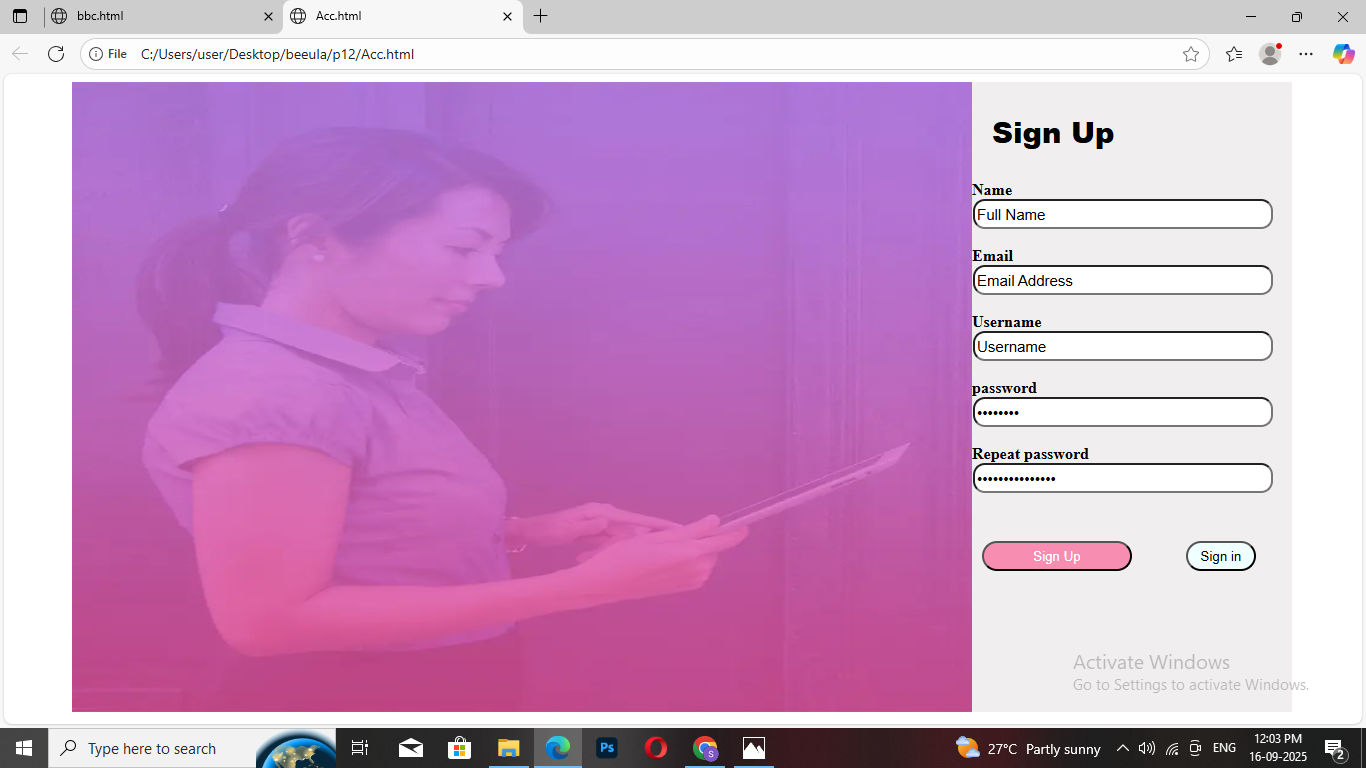 bbc.html
Acc.html
File C:/Users/user/Desktop/beeula/p12/Acc.html
Sign Up
Name
Full Name
Email
Email Address
Username
Username
password
••••••••
Repeat password
•••••••••••••••
Sign Up Sign in
Activate Windows
Go to Settings to activate Windows.
Type here to search
Ps
S
27°C Partly sunny
ENG
12:03 PM
16-09-2025
2